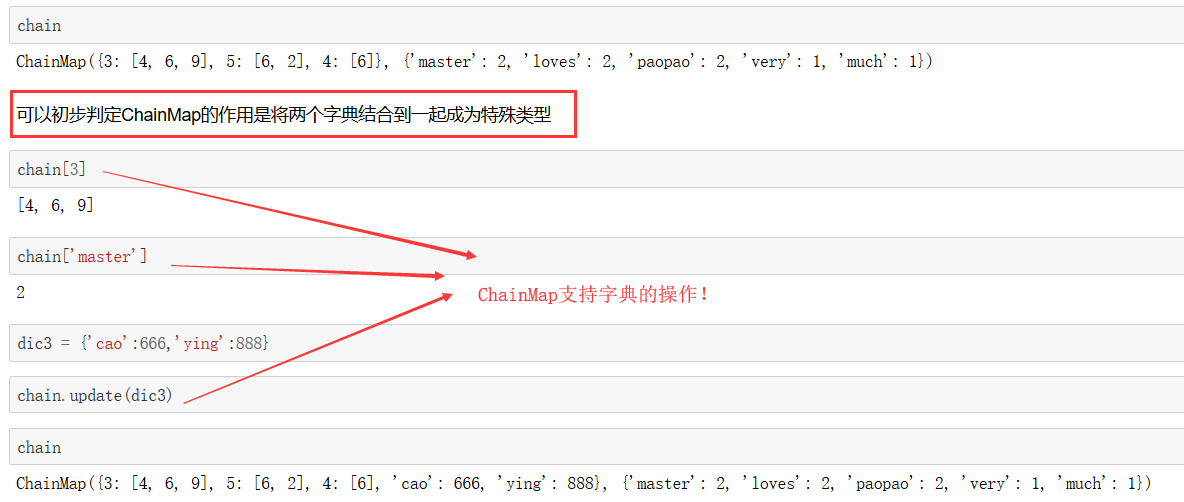 chain
ChainMap({3: [4, 6, 9], 5: [6, 2], 4: [6]}, {'master': 2, 'loves': 2, 'paopao': 2, 'very': 1, 'much': 1})
可以初步判定ChainMap的作用是将两个字典结合到一起成为特殊类型
chain[3]
[4, 6, 9]
chain['master']
2
ChainMap支持字典的操作!
dic3 = {'cao':666,'ying':888}
chain.update(dic3)
chain
ChainMap({3: [4, 6, 9], 5: [6, 2], 4: [6], 'cao': 666, 'ying': 888}, {'master': 2, 'loves': 2, 'paopao': 2, 'very': 1, 'much': 1})